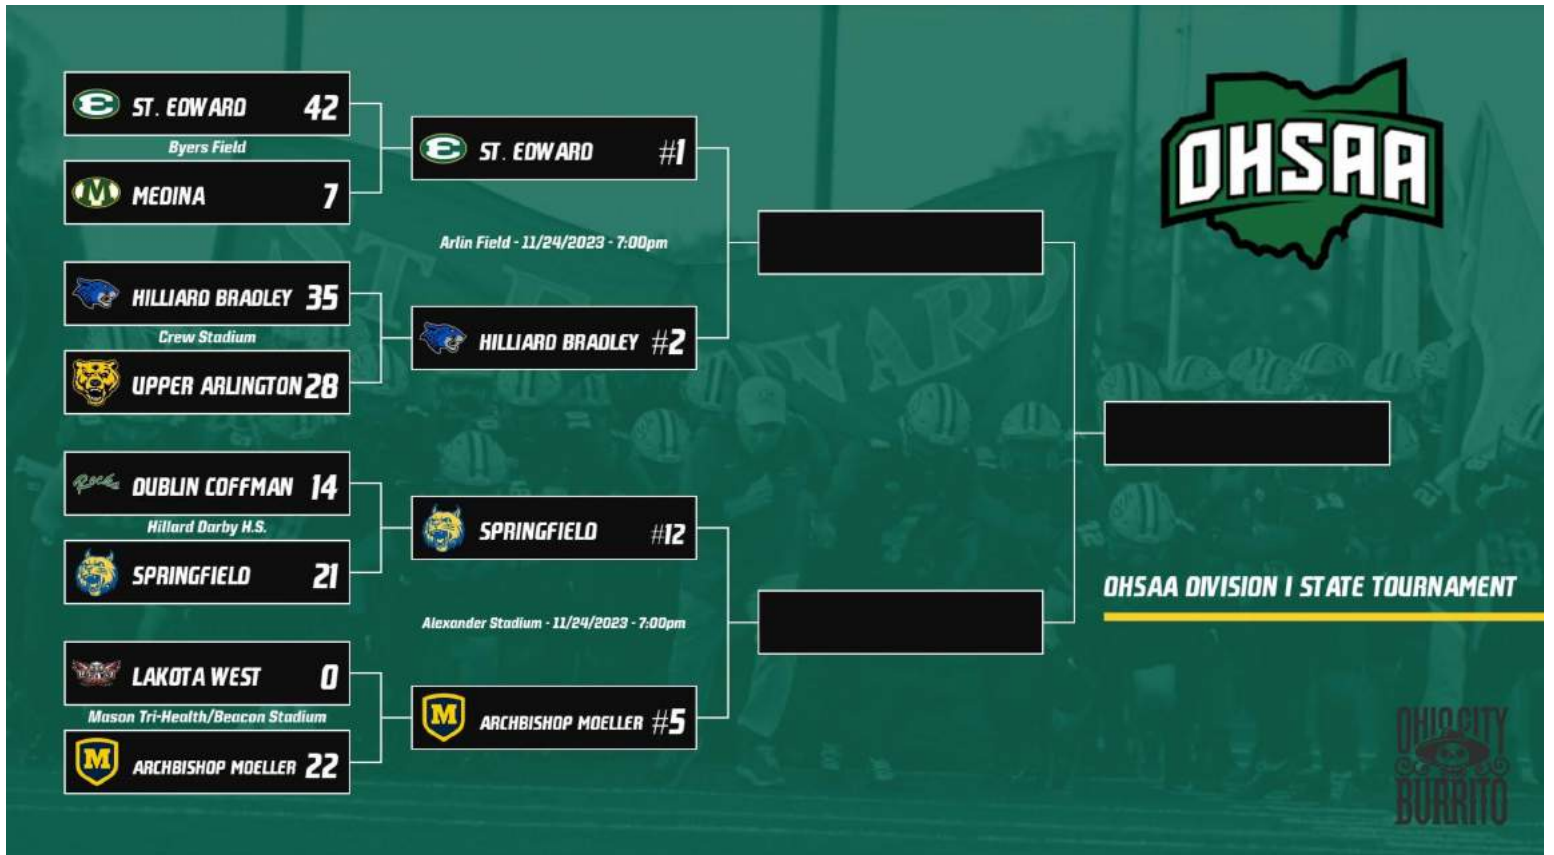 ST. EDWARD 42
Byers Field
MEDINA 7
HILLIARD BRADLEY 35
Crew Stadium
UPPER ARLINGTON 28
DUBLIN COFFMAN 14
Hillard Darby H.S.
SPRINGFIELD 21
LAKOTA WEST 0
Mason Tri-Health/Beacon Stadium
ARCHBISHOP MOELLER 22
ST. EDWARD #1
Arlin Field - 11/24/2023 - 7:00pm
HILLIARD BRADLEY #2
SPRINGFIELD #12
Alexander Stadium - 11/24/2023 - 7:00pm
ARCHBISHOP MOELLER #5
OHSAA
OHSAA DIVISION I STATE TOURNAMENT
OHIO CITY
BURRITO
E
M
Rocks
M
E
M
ST EDWARD